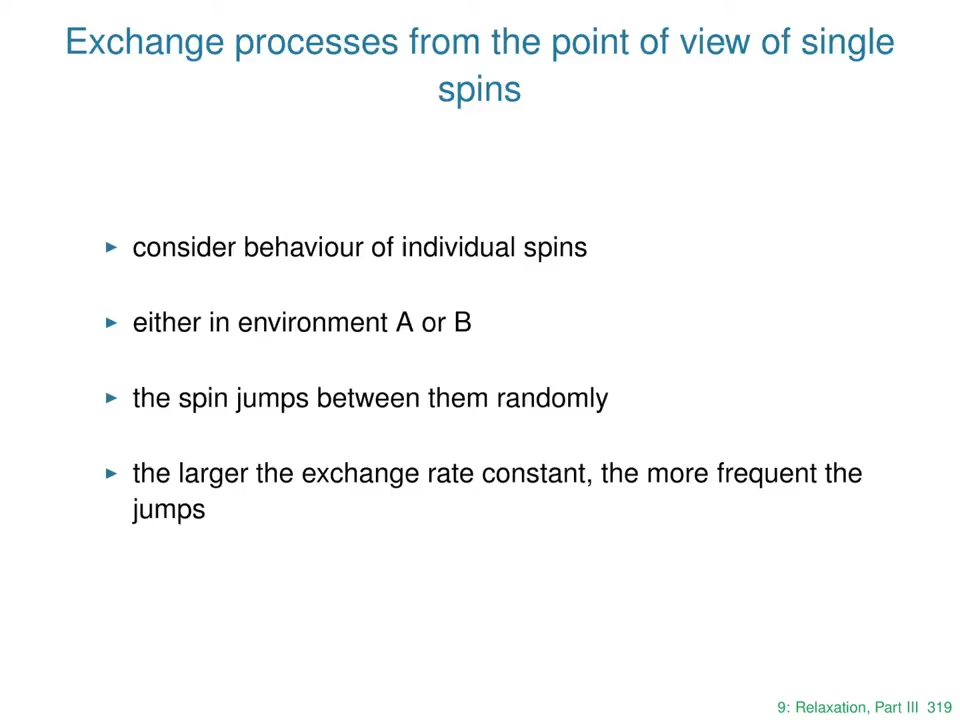 Exchange processes from the point of view of single
spins
▶ consider behaviour of individual spins
▶ either in environment A or B
▶ the spin jumps between them randomly
▶ the larger the exchange rate constant, the more frequent the
jumps
9: Relaxation, Part III 319